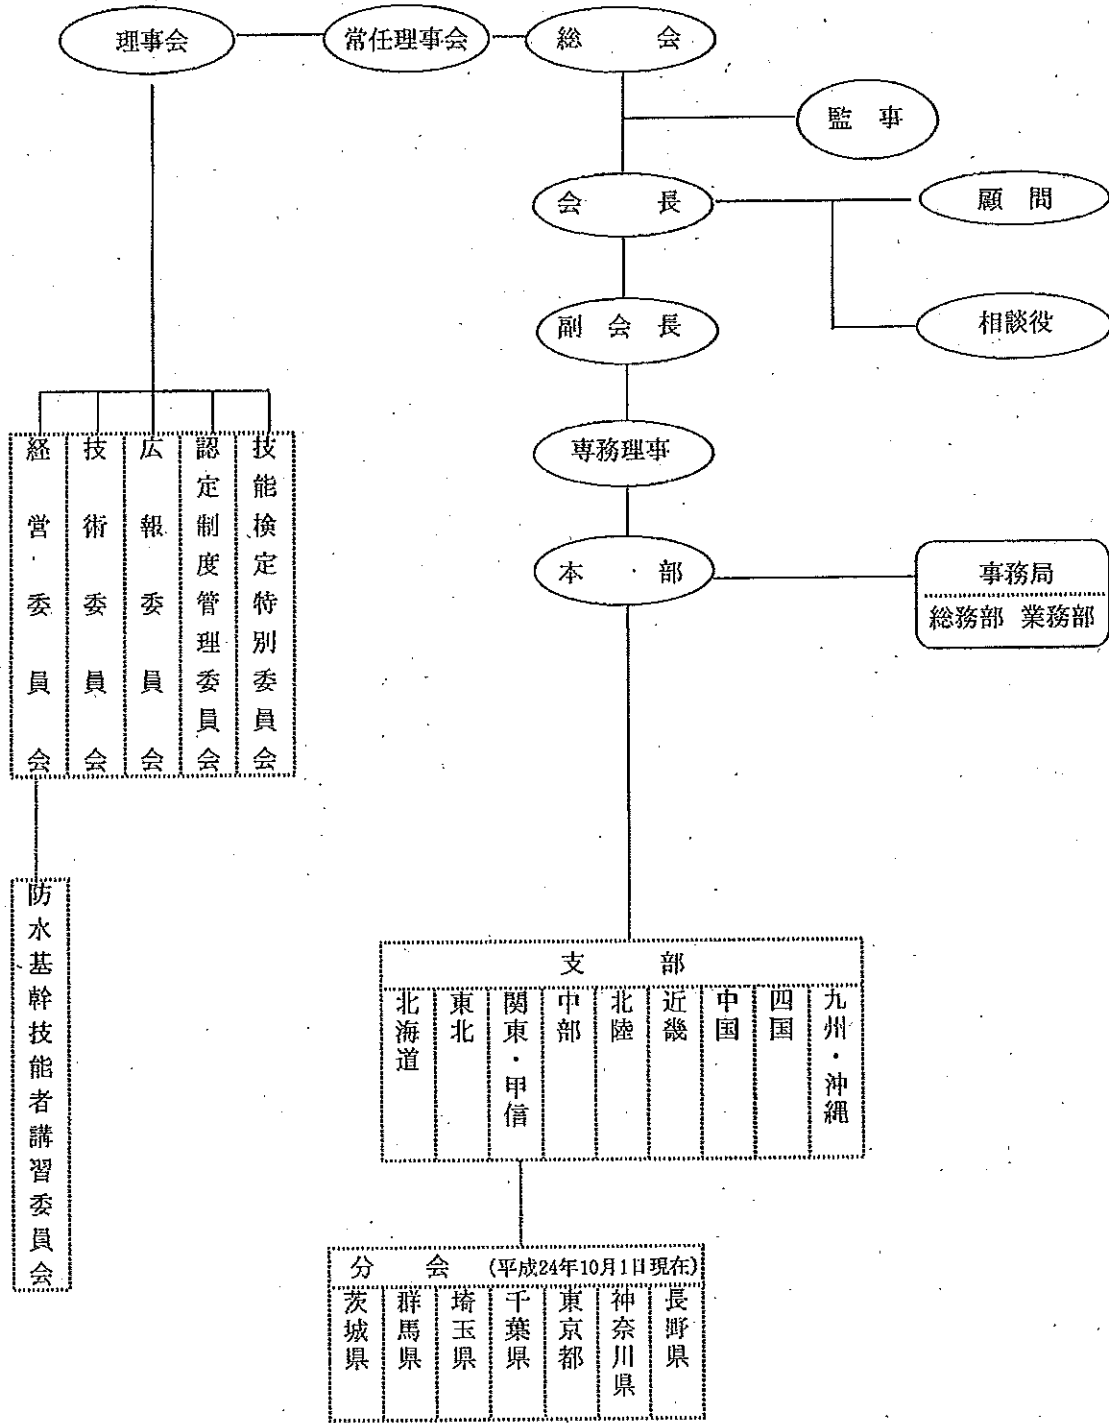 理事会
常任理事会
総会
監事
会長
顧問
副会長
相談役
専務理事
経営委員会
技術委員会
広報委員会
認定制度管理委員会
技能検定特別委員会
本部
事務局
総務部 業務部
防水基幹技能者講習委員会
支部
北海道
東北
関東・甲信
中部
北陸
近畿
中国
四国
九州・沖縄
分会 (平成24年10月1日現在)
茨城県
群馬県
埼玉県
千葉県
東京都
神奈川県
長野県